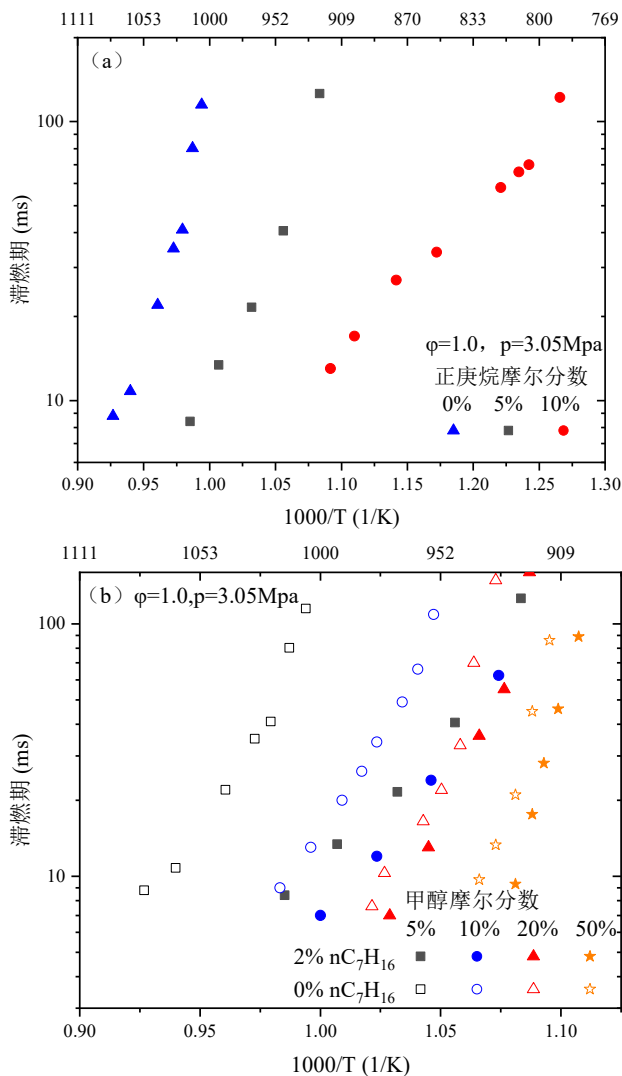 1111 1053 1000 952 909 870 833 800 769
（a）
100
10
滞燃期 (ms)
φ=1.0，p=3.05Mpa
正庚烷摩尔分数
0% 5% 10%
0.90 0.95 1.00 1.05 1.10 1.15 1.20 1.25 1.30
1000/T (1/K)
1111 1053 1000 952 909
（b）φ=1.0,p=3.05Mpa
100
10
滞燃期 (ms)
甲醇摩尔分数
5% 10% 20% 50%
2% nC₇H₁₆
0% nC₇H₁₆
0.90 0.95 1.00 1.05 1.10
1000/T (1/K)